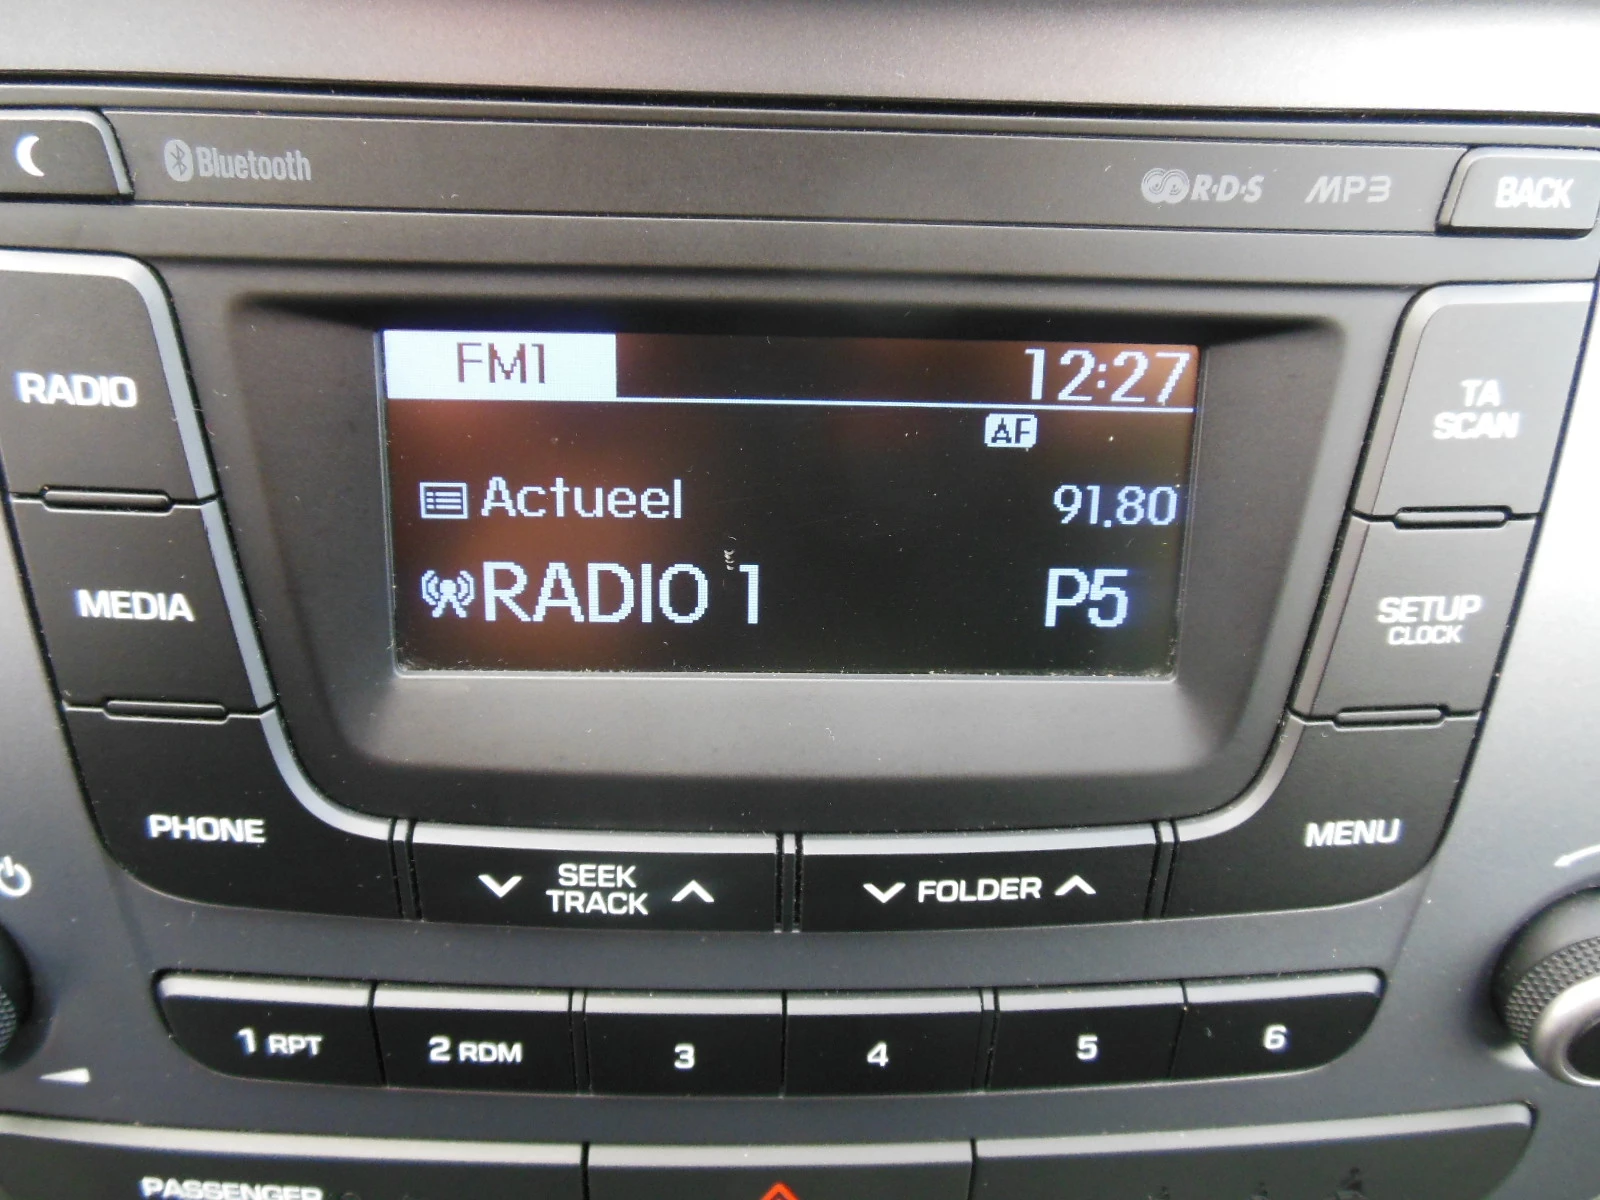 Bluetooth R·D·S MP3 BACK
FM1 12:27
RADIO
TA
SCAN
AF
Actueel 91.80
RADIO 1 P5
MEDIA
SETUP
CLOCK
PHONE
MENU
SEEK
TRACK
FOLDER
1 RPT 2 RDM 3 4 5 6
PASSENGER